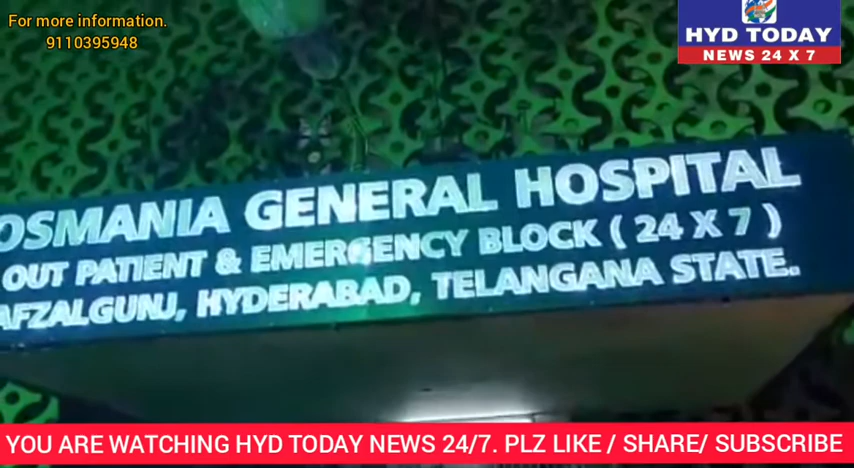 For more information.
9110395948
HYD TODAY
NEWS 24 X 7
OSMANIA GENERAL HOSPITAL
OUT PATIENT & EMERGENCY BLOCK ( 24 X 7 )
AFZALGUNJ, HYDERABAD, TELANGANA STATE.
YOU ARE WATCHING HYD TODAY NEWS 24/7. PLZ LIKE / SHARE/ SUBSCRIBE